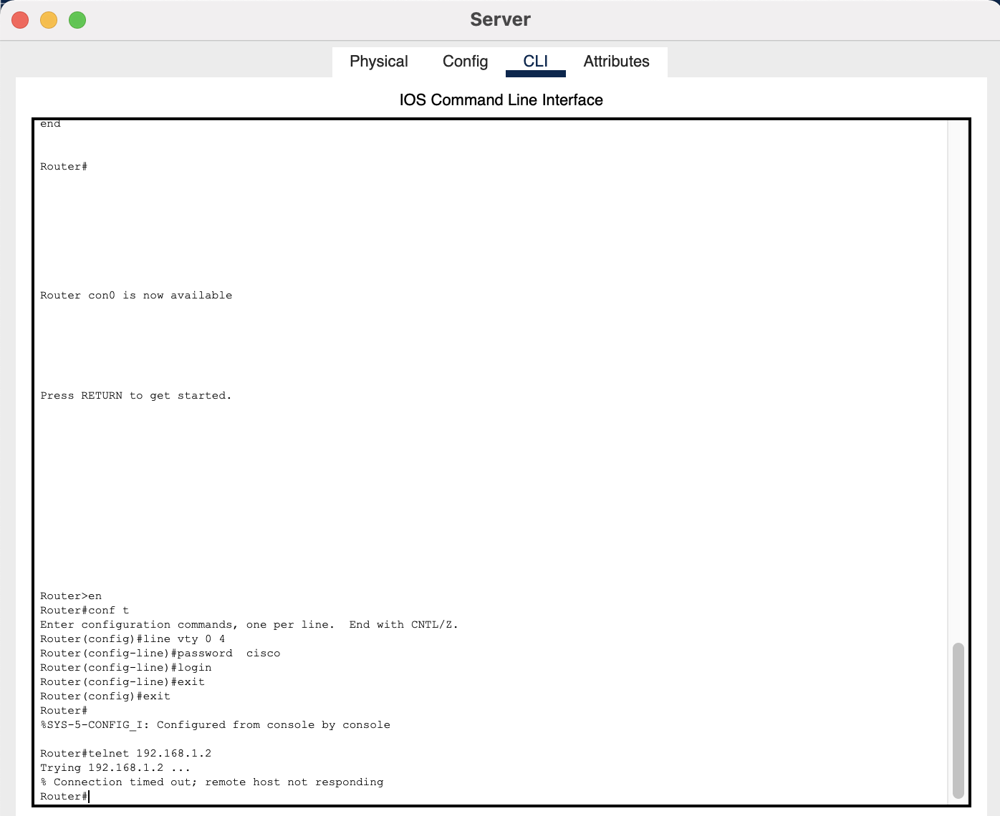 Server
Physical Config CLI Attributes
IOS Command Line Interface
end
Router#
Router con0 is now available
Press RETURN to get started.
Router>en
Router#conf t
Enter configuration commands, one per line.  End with CNTL/Z.
Router(config)#line vty 0 4
Router(config-line)#password  cisco
Router(config-line)#login
Router(config-line)#exit
Router(config)#exit
Router#
%SYS-5-CONFIG_I: Configured from console by console
Router#telnet 192.168.1.2
Trying 192.168.1.2 ...
% Connection timed out; remote host not responding
Router#